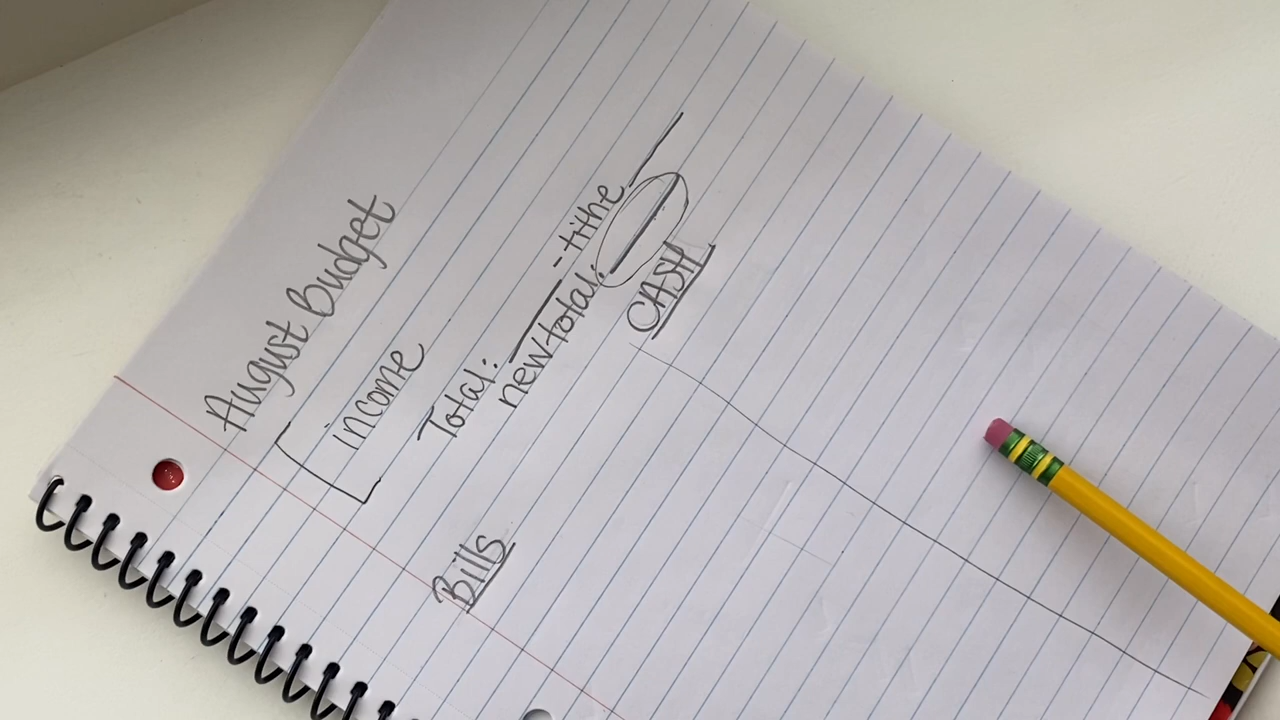 August Budget
income
Total: - tithe
new total:
Bills
CASH